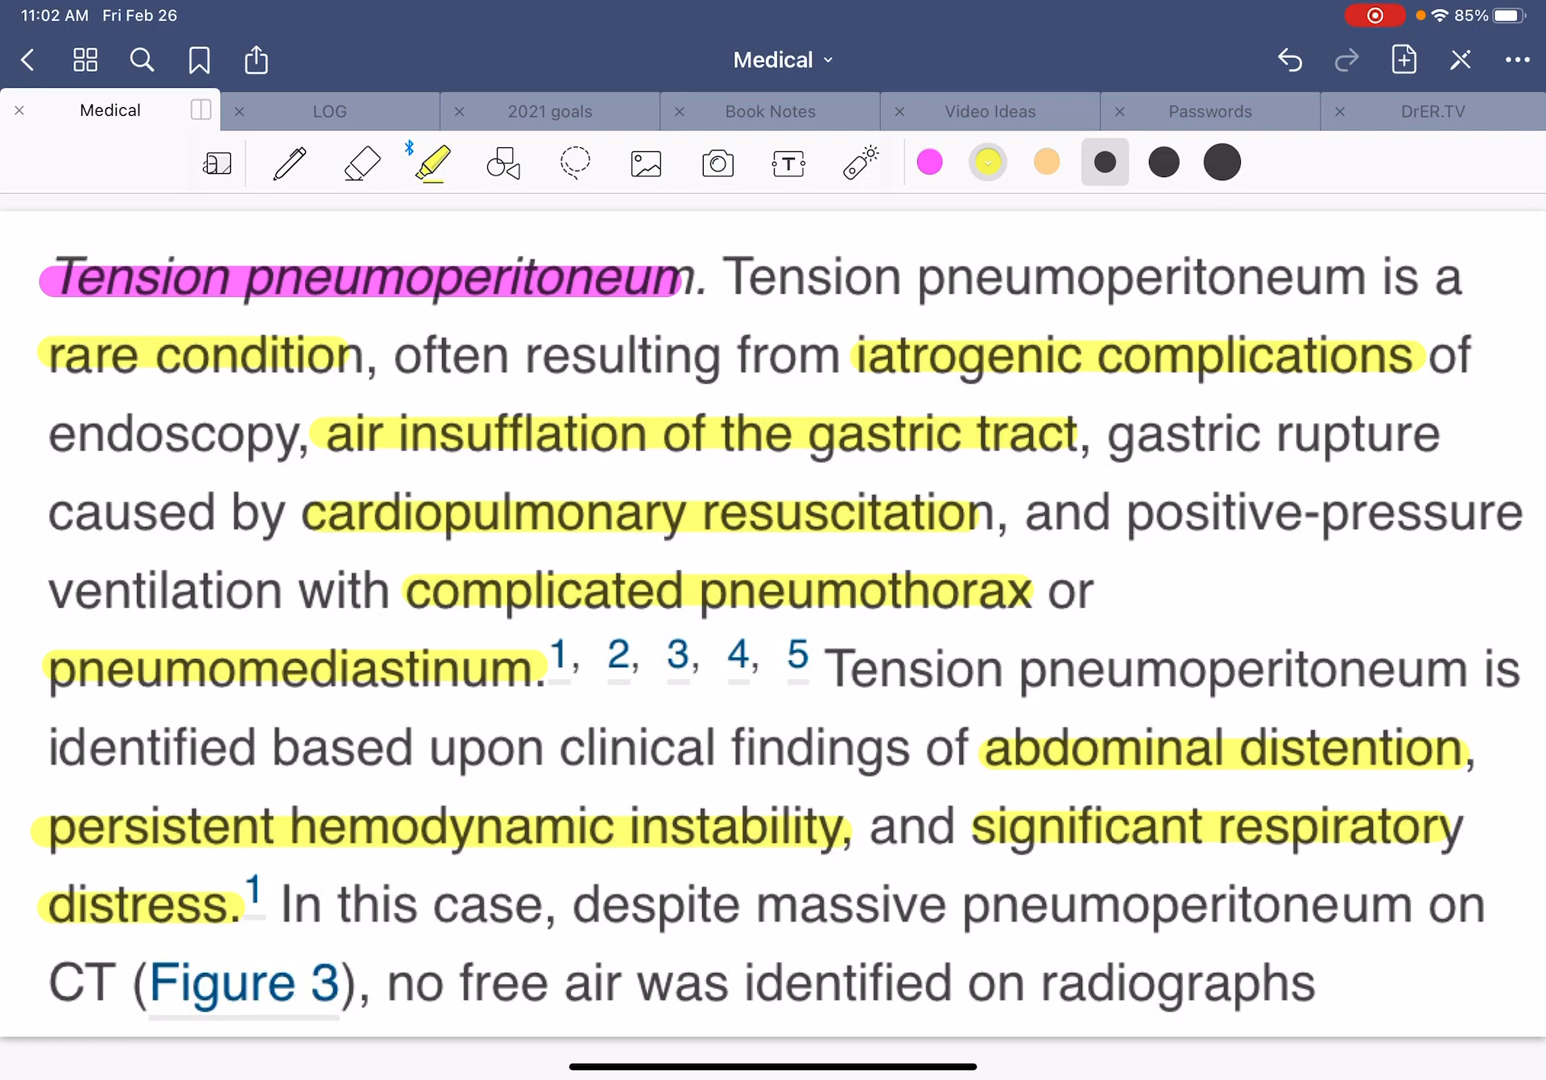 11:02 AM Fri Feb 26
85%
Medical
Medical
LOG
2021 goals
Book Notes
Video Ideas
Passwords
DrER.TV
Tension pneumoperitoneum. Tension pneumoperitoneum is a
rare condition, often resulting from iatrogenic complications of
endoscopy, air insufflation of the gastric tract, gastric rupture
caused by cardiopulmonary resuscitation, and positive-pressure
ventilation with complicated pneumothorax or
pneumomediastinum.1, 2, 3, 4, 5 Tension pneumoperitoneum is
identified based upon clinical findings of abdominal distention,
persistent hemodynamic instability, and significant respiratory
distress.1 In this case, despite massive pneumoperitoneum on
CT (Figure 3), no free air was identified on radiographs